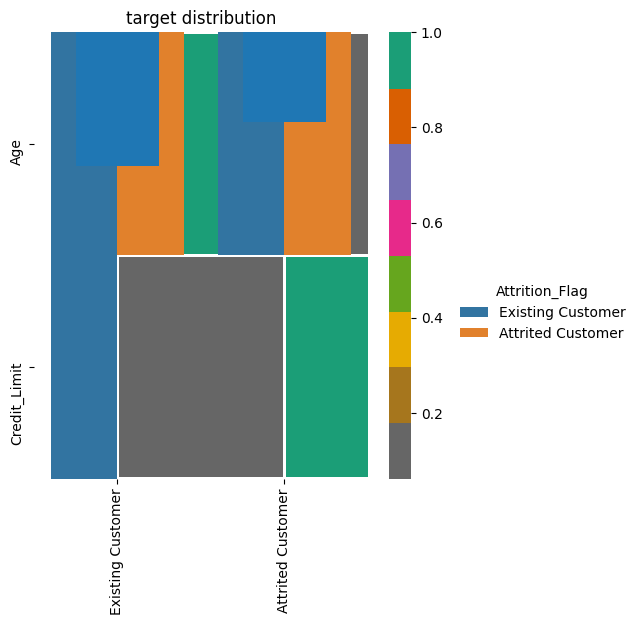 target distribution
Age
Credit_Limit
Existing Customer
Attrited Customer
1.0
0.8
0.6
0.4
0.2
Attrition_Flag
Existing Customer
Attrited Customer